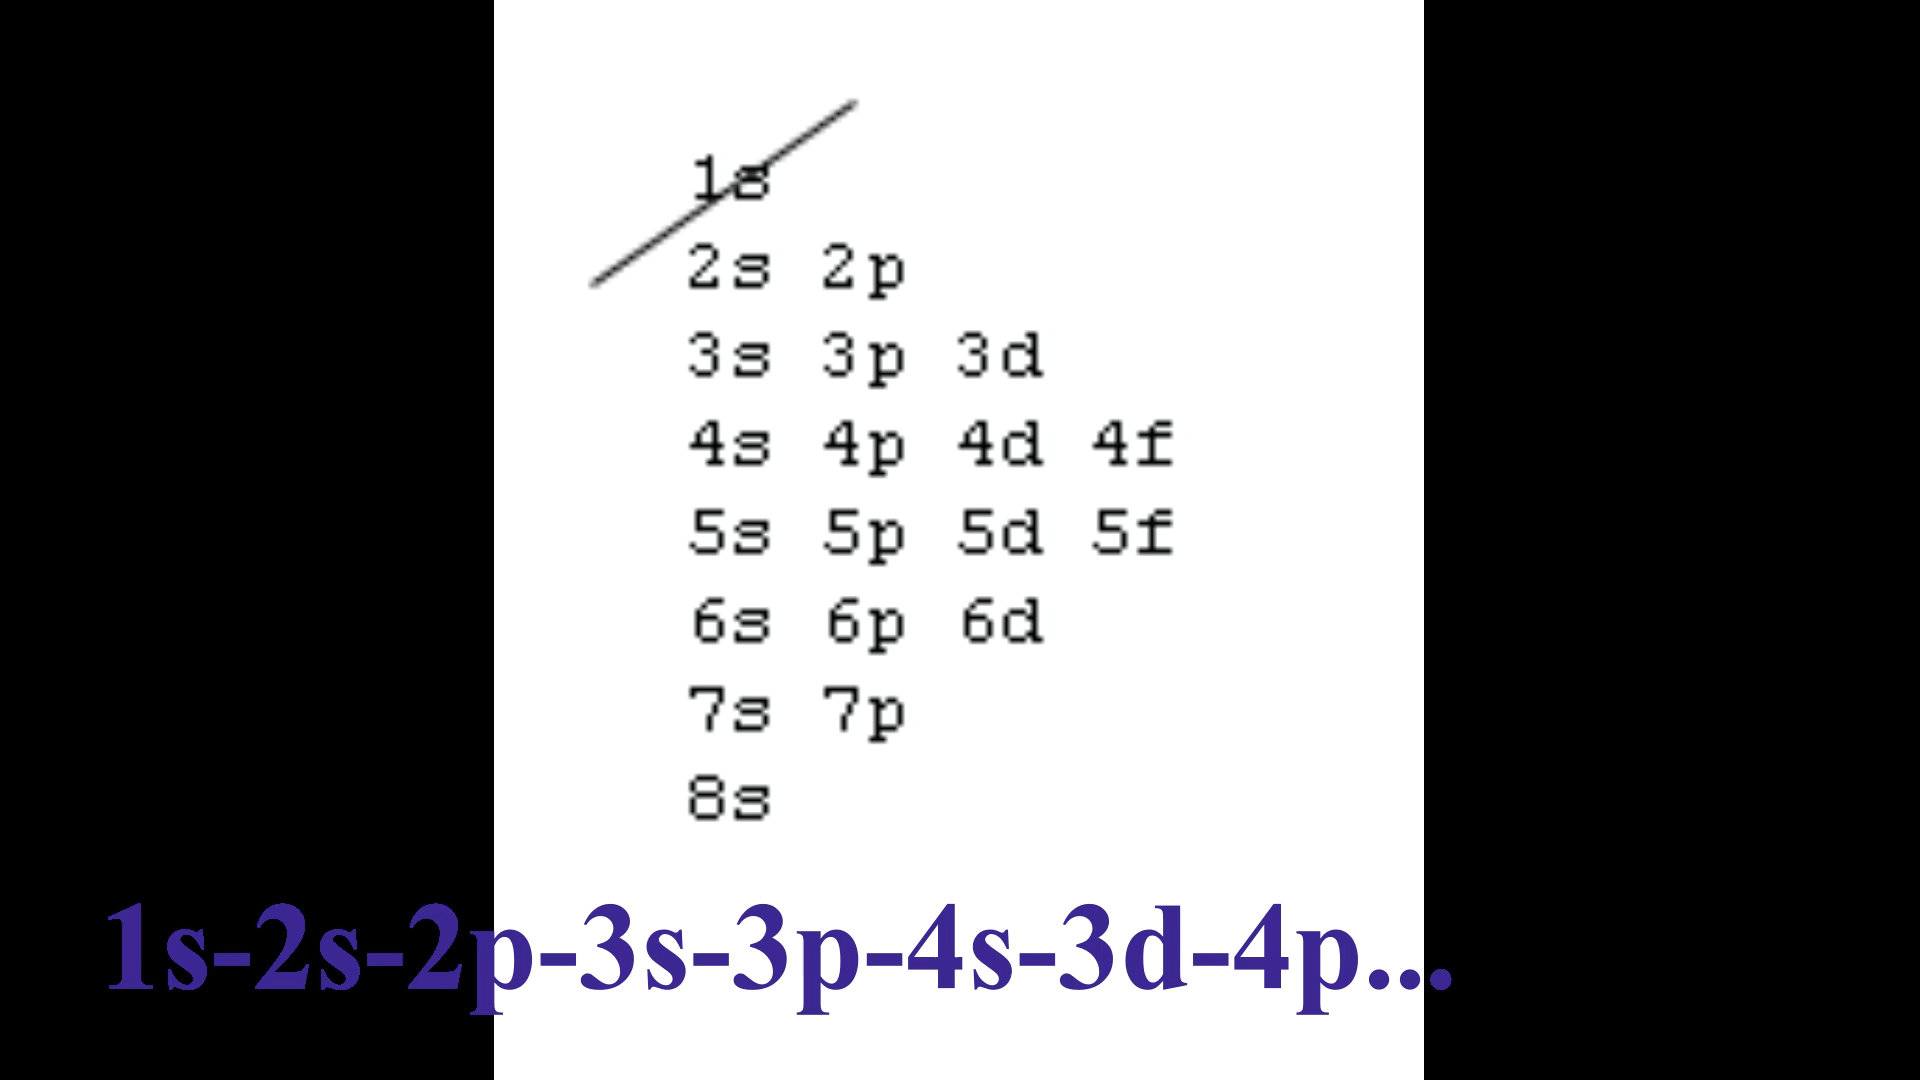 1s
2s 2p
3s 3p 3d
4s 4p 4d 4f
5s 5p 5d 5f
6s 6p 6d
7s 7p
8s
1s-2s-2p-3s-3p-4s-3d-4p...